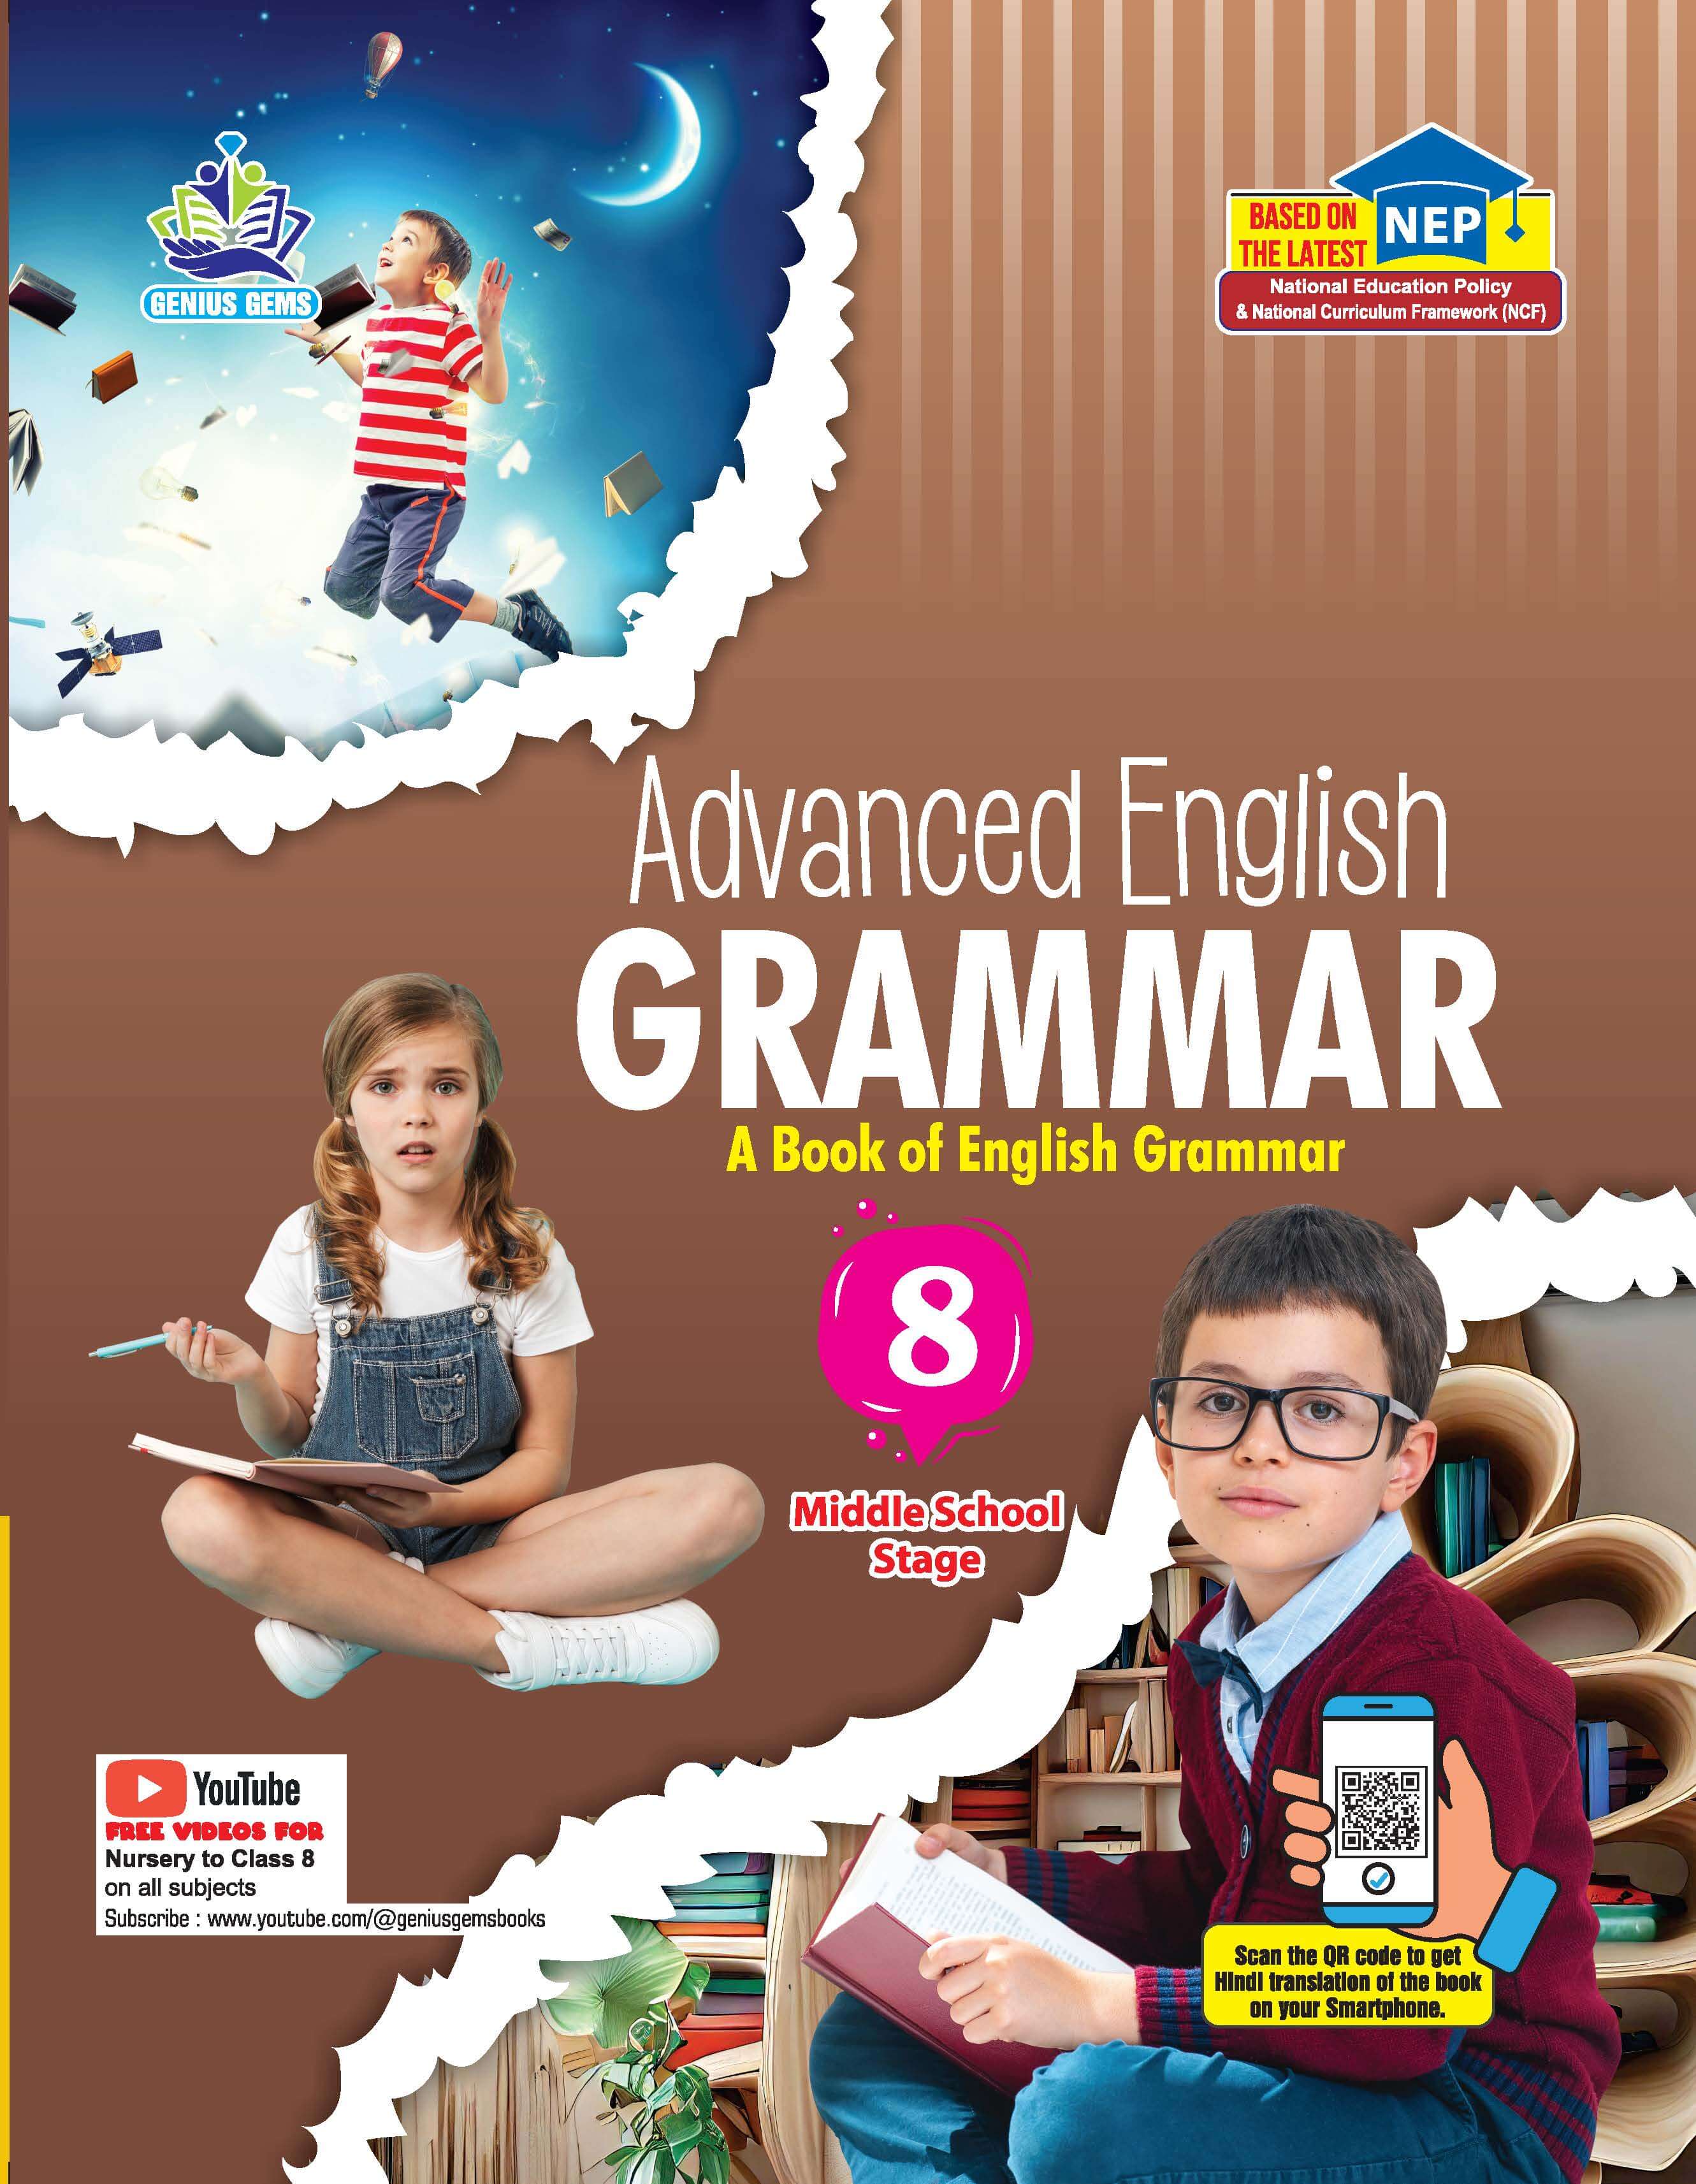 GENIUS GEMS
BASED ON
THE LATEST
NEP
National Education Policy
& National Curriculum Framework (NCF)
Advanced English
GRAMMAR
A Book of English Grammar
8
Middle School
Stage
YouTube
FREE VIDEOS FOR
Nursery to Class 8
on all subjects
Subscribe : www.youtube.com/@geniusgemsbooks
Scan the QR code to get
Hindi translation of the book
on your Smartphone.